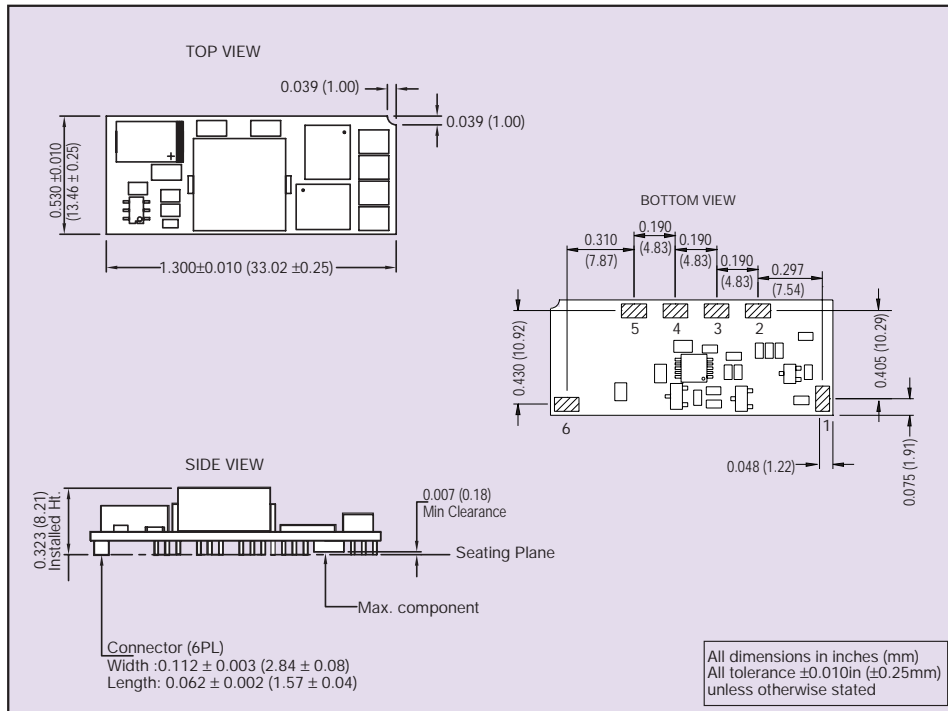 TOP VIEW
0.039 (1.00)
0.039 (1.00)
0.530 ±0.010
(13.46 ± 0.25)
+
1.300±0.010 (33.02 ±0.25)
BOTTOM VIEW
0.190
(4.83)
0.310
(7.87)
0.190
(4.83)
0.190
(4.83)
0.297
(7.54)
5
4
3
2
0.430 (10.92)
0.405 (10.29)
6
1
0.048 (1.22)
0.075 (1.91)
SIDE VIEW
0.323 (8.21)
Installed Ht.
0.007 (0.18)
Min Clearance
Seating Plane
Max. component
Connector (6PL)
Width :0.112 ± 0.003 (2.84 ± 0.08)
Length: 0.062 ± 0.002 (1.57 ± 0.04)
All dimensions in inches (mm)
All tolerance ±0.010in (±0.25mm)
unless otherwise stated